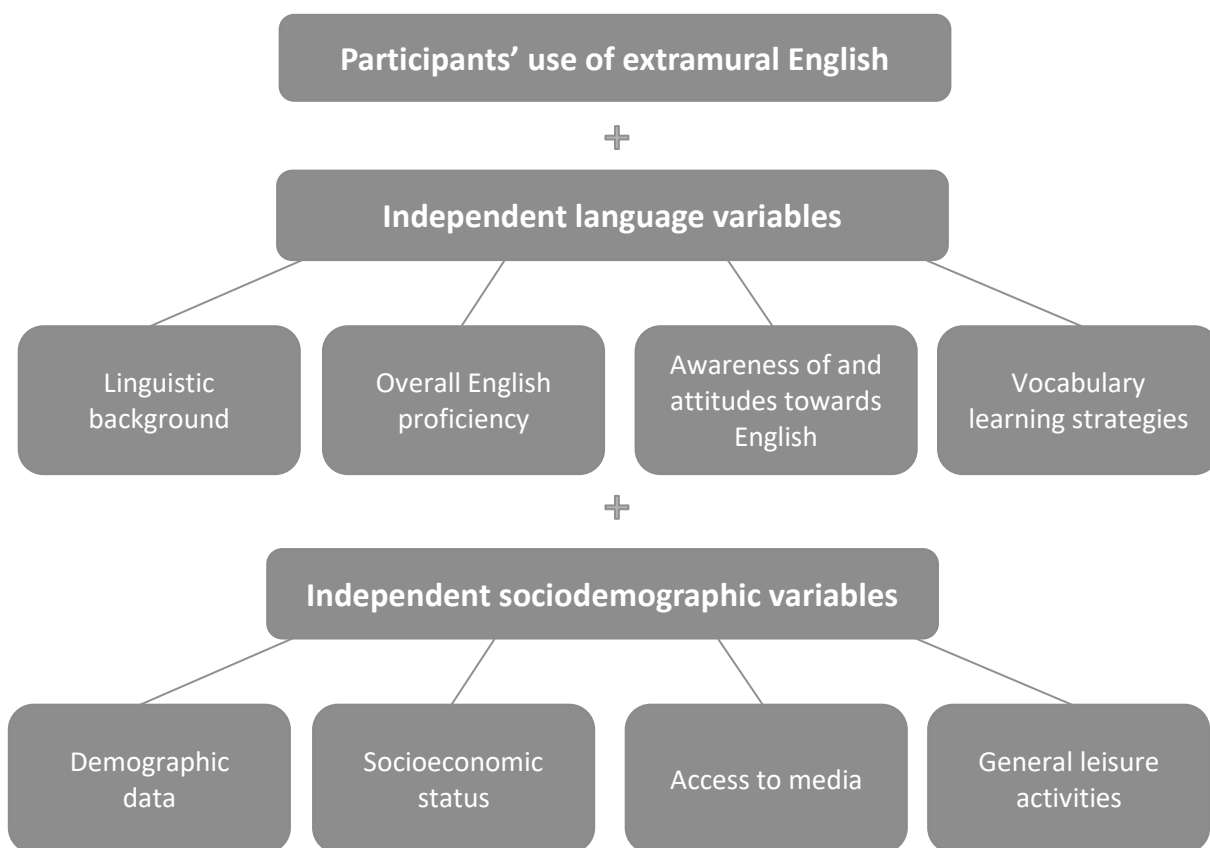 Participants’ use of extramural English
+
Independent language variables
Linguistic
background
Overall English
proficiency
Awareness of and
attitudes towards
English
Vocabulary
learning strategies
+
Independent sociodemographic variables
Demographic
data
Socioeconomic
status
Access to media
General leisure
activities